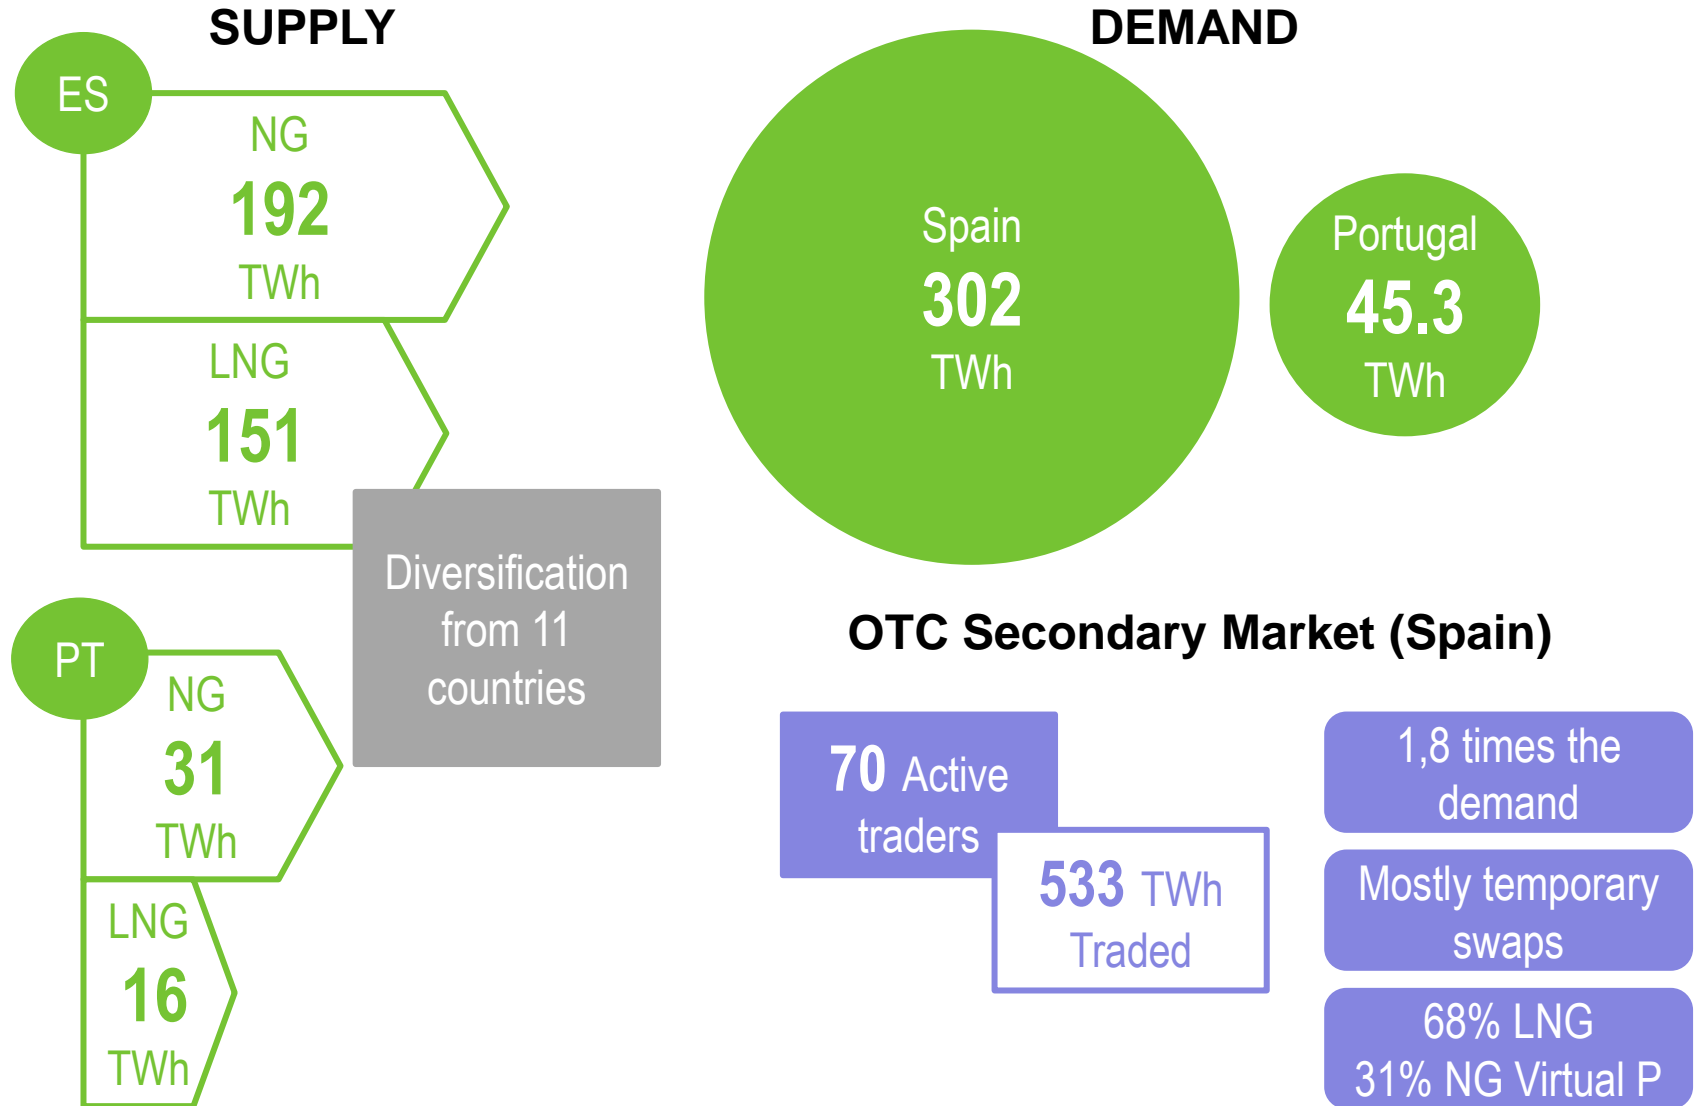 SUPPLY
ES
NG
192
TWh
LNG
151
TWh
Diversification
from 11
countries
PT
NG
31
TWh
LNG
16
TWh
DEMAND
Spain
302
TWh
Portugal
45.3
TWh
OTC Secondary Market (Spain)
70 Active
traders
533 TWh
Traded
1,8 times the
demand
Mostly temporary
swaps
68% LNG
31% NG Virtual P